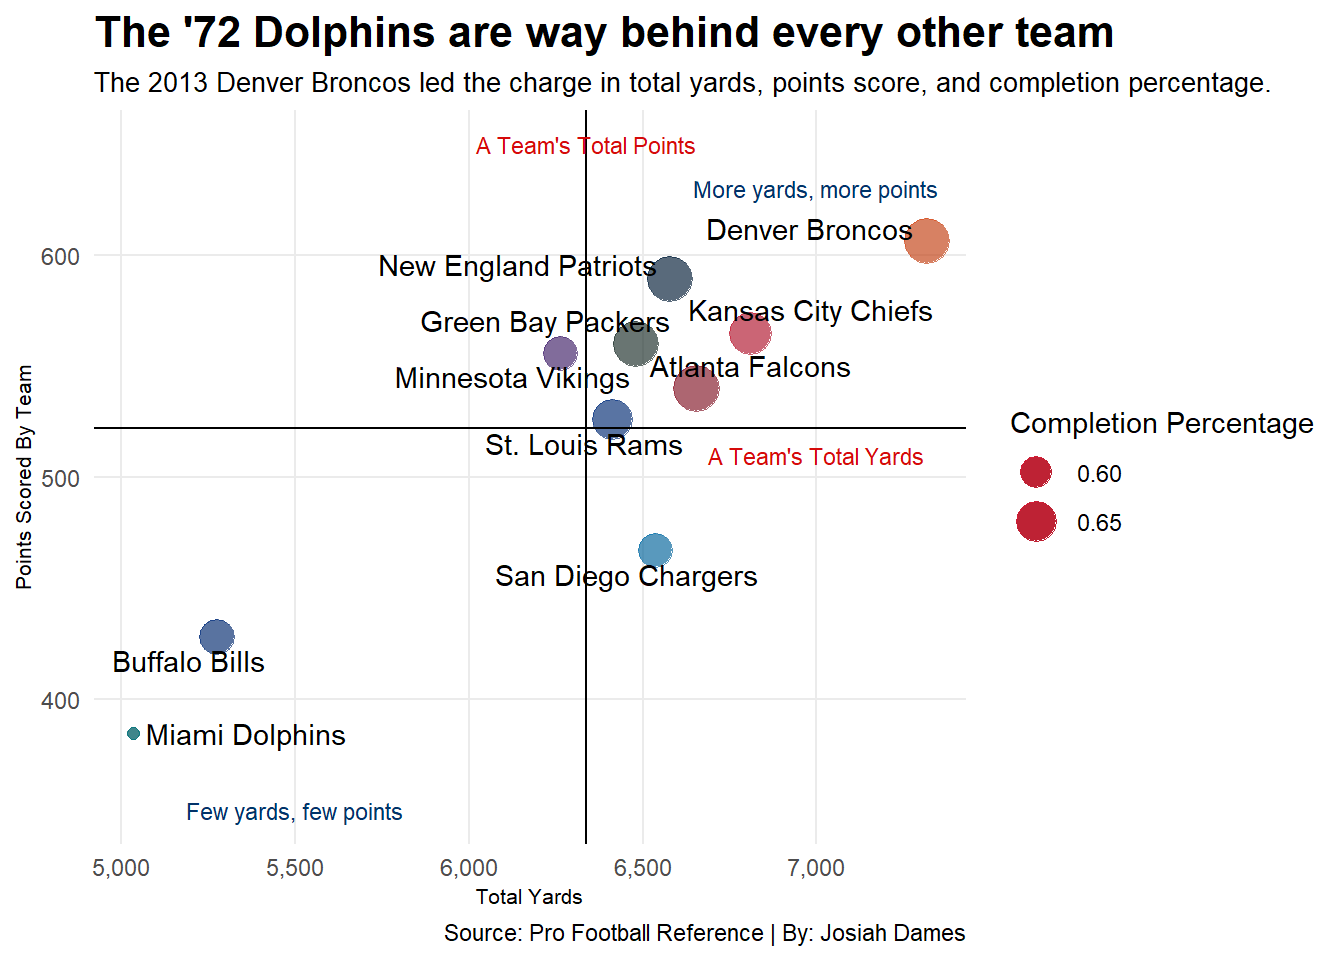 The '72 Dolphins are way behind every other team
The 2013 Denver Broncos led the charge in total yards, points score, and completion percentage.
A Team's Total Points
More yards, more points
Denver Broncos
600
New England Patriots
Kansas City Chiefs
Green Bay Packers
Atlanta Falcons
Minnesota Vikings
Points Scored By Team
St. Louis Rams
A Team's Total Yards
500
San Diego Chargers
Buffalo Bills
400
Miami Dolphins
Few yards, few points
5,000
5,500
6,000
6,500
7,000
Total Yards
Completion Percentage
0.60
0.65
Source: Pro Football Reference | By: Josiah Dames